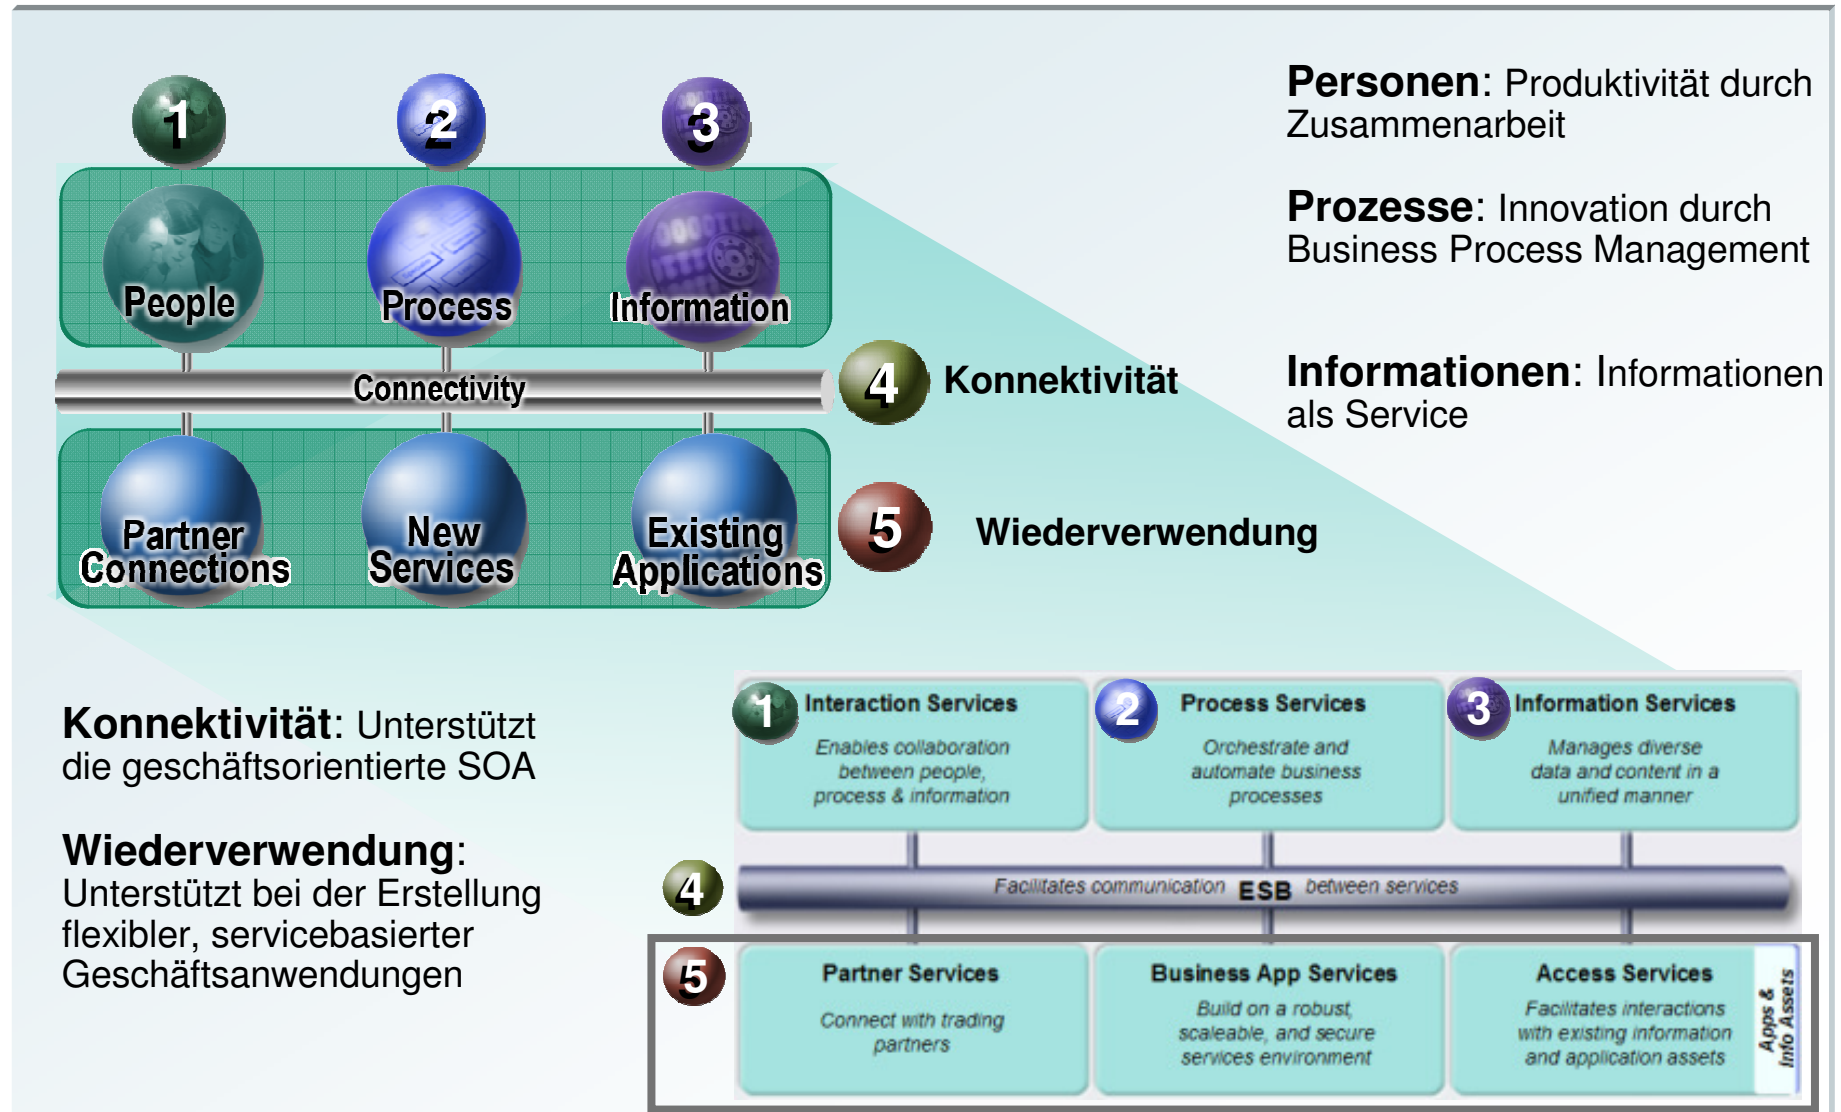 1
2
3
People
Process
Information
Connectivity
4
Konnektivität
Partner
Connections
New
Services
Existing
Applications
5
Wiederverwendung
Personen: Produktivität durch
Zusammenarbeit
Prozesse: Innovation durch
Business Process Management
Informationen: Informationen
als Service
Konnektivität: Unterstützt
die geschäftsorientierte SOA
Wiederverwendung:
Unterstützt bei der Erstellung
flexibler, servicebasierter
Geschäftsanwendungen
1
Interaction Services
Enables collaboration
between people,
process & information
2
Process Services
Orchestrate and
automate business
processes
3
Information Services
Manages diverse
data and content in a
unified manner
4
Facilitates communication ESB between services
5
Partner Services
Connect with trading
partners
Business App Services
Build on a robust,
scaleable, and secure
services environment
Access Services
Facilitates interactions
with existing information
and application assets
Apps &
Info Assets